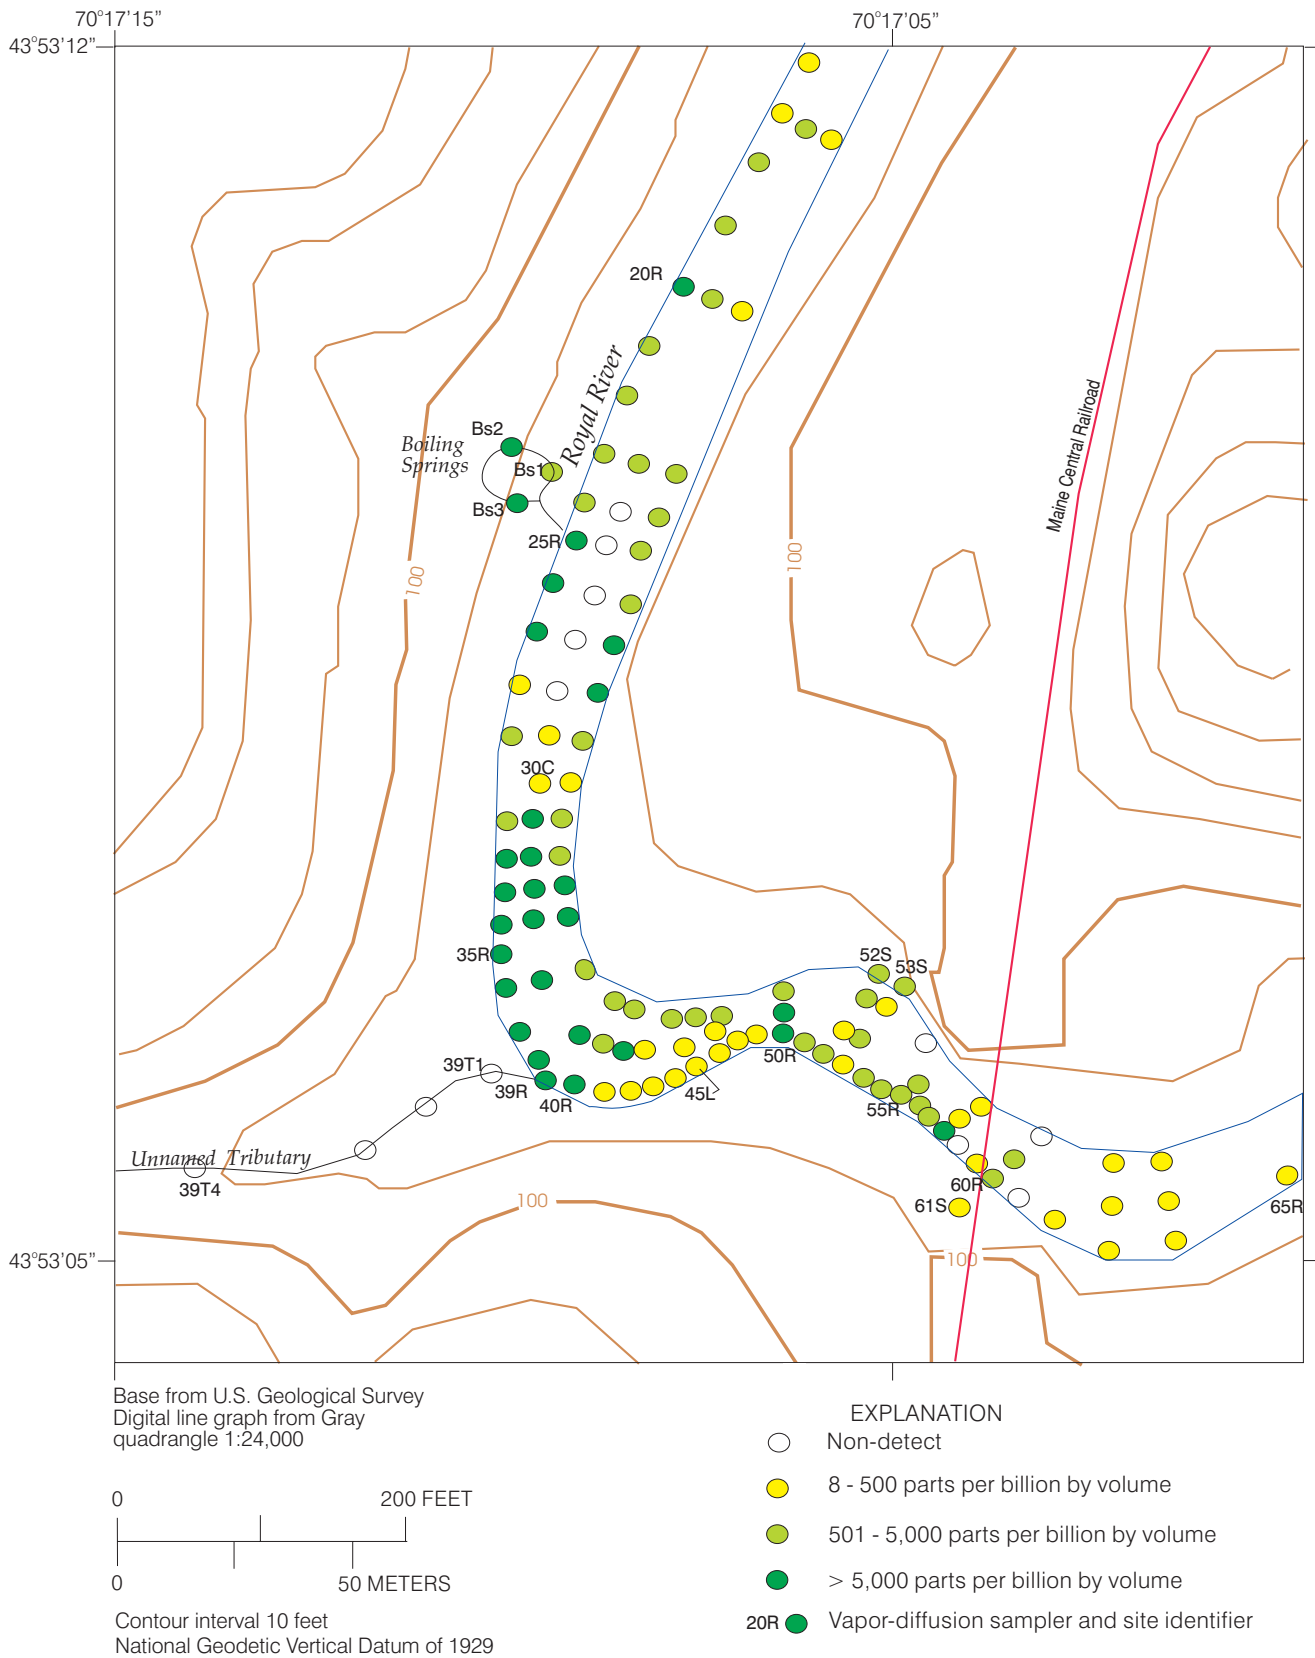 70°17'15"
70°17'05"
43°53'12"
20R
Royal River
Maine Central Railroad
Bs2
Boiling
Springs
Bs1
Bs3
25R
100
100
30C
35R
52S
53S
50R
39T1
39R
40R
45L
55R
Unnamed Tributary
39T4
60R
61S
65R
100
100
43°53'05"
Base from U.S. Geological Survey
Digital line graph from Gray
quadrangle 1:24,000
0 200 FEET
0 50 METERS
Contour interval 10 feet
National Geodetic Vertical Datum of 1929
EXPLANATION
Non-detect
8 - 500 parts per billion by volume
501 - 5,000 parts per billion by volume
> 5,000 parts per billion by volume
20R Vapor-diffusion sampler and site identifier